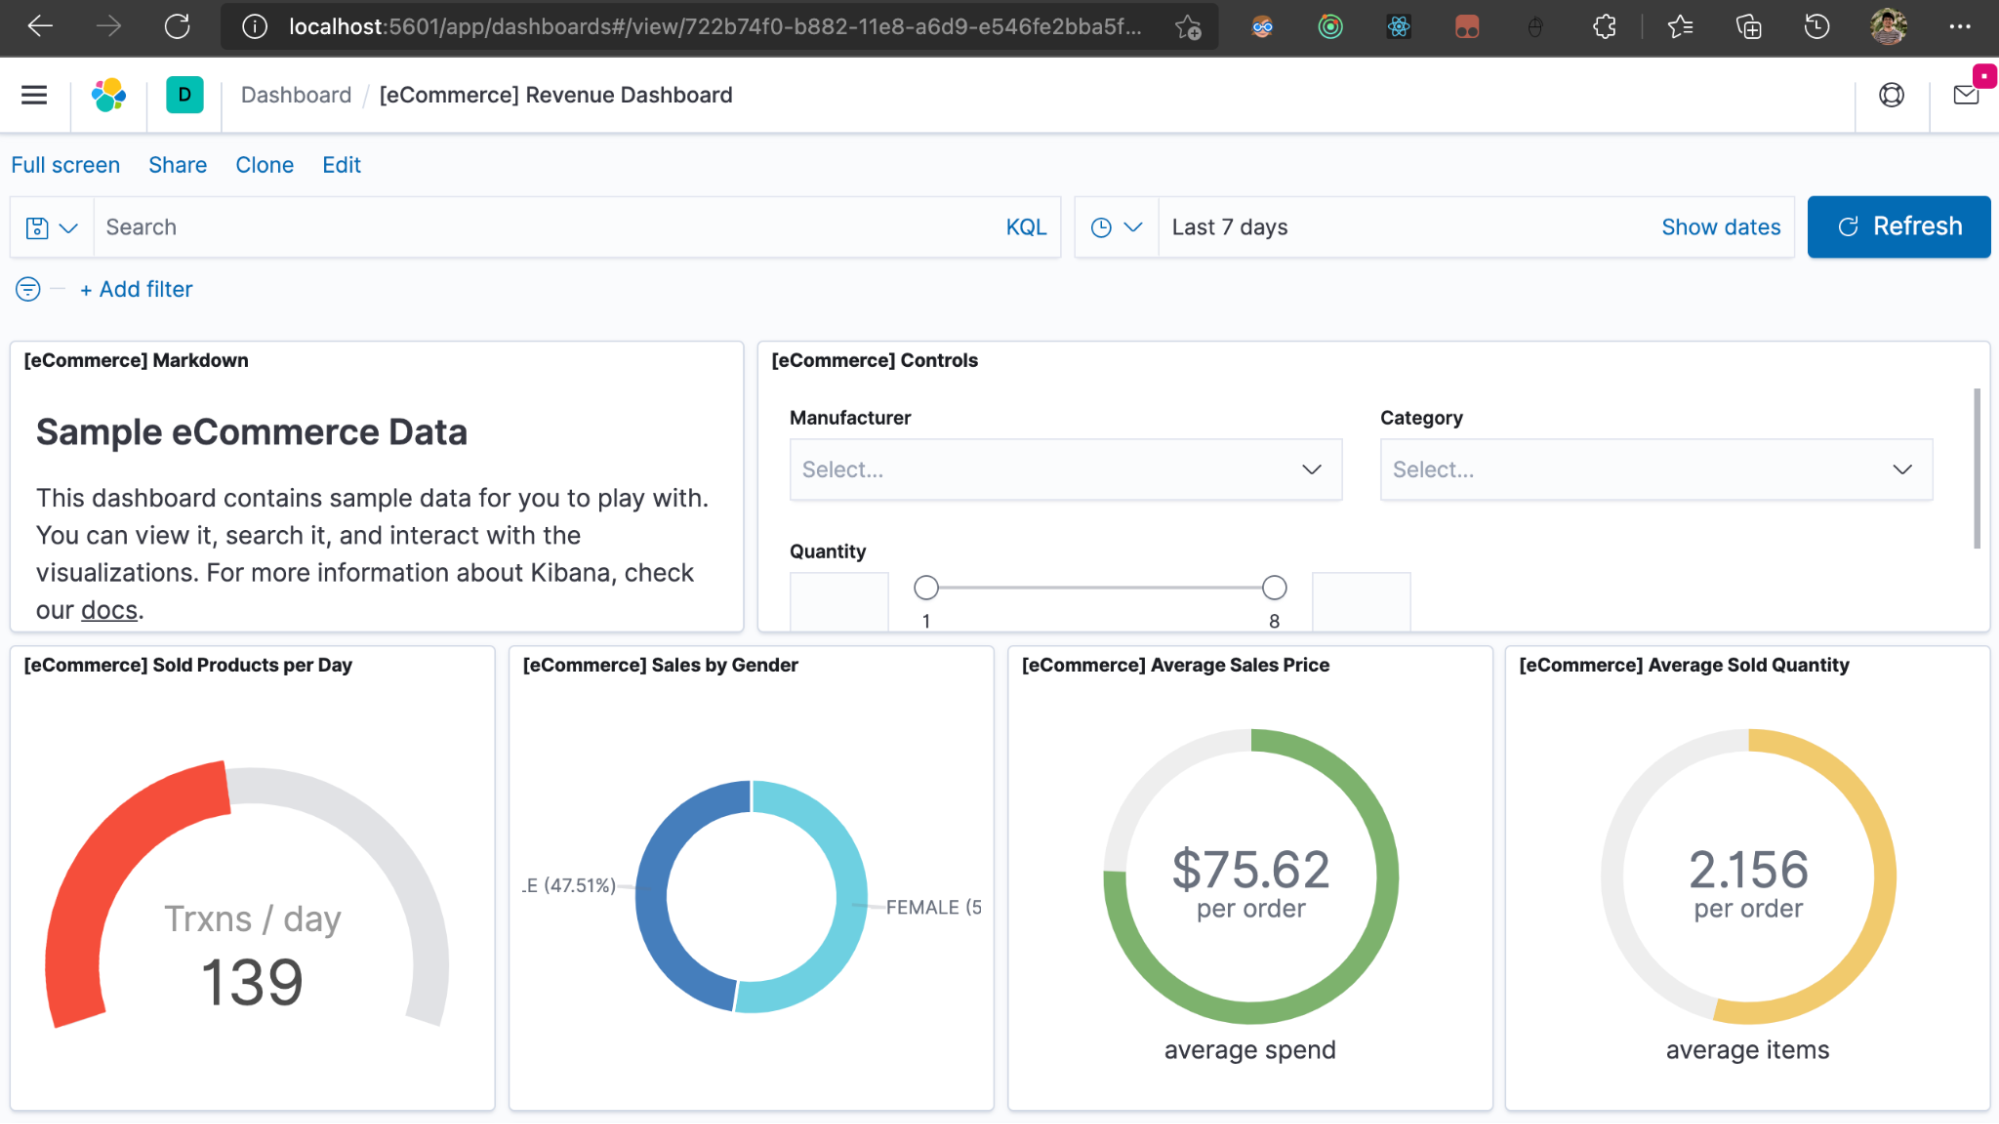 localhost:5601/app/dashboards#/view/722b74f0-b882-11e8-a6d9-e546fe2bba5f...
D
Dashboard / [eCommerce] Revenue Dashboard
Full screen Share Clone Edit
Search KQL
Last 7 days Show dates
Refresh
+ Add filter
[eCommerce] Markdown
Sample eCommerce Data
This dashboard contains sample data for you to play with.
You can view it, search it, and interact with the
visualizations. For more information about Kibana, check
our docs.
[eCommerce] Controls
Manufacturer
Select...
Category
Select...
Quantity
1 8
[eCommerce] Sold Products per Day
Trxns / day
139
[eCommerce] Sales by Gender
LE (47.51%)
FEMALE (5
[eCommerce] Average Sales Price
$75.62
per order
average spend
[eCommerce] Average Sold Quantity
2.156
per order
average items